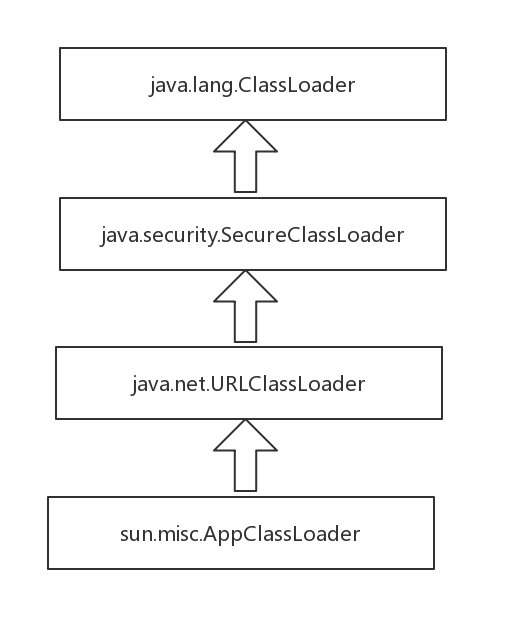 java.lang.ClassLoader
java.security.SecureClassLoader
java.net.URLClassLoader
sun.misc.AppClassLoader